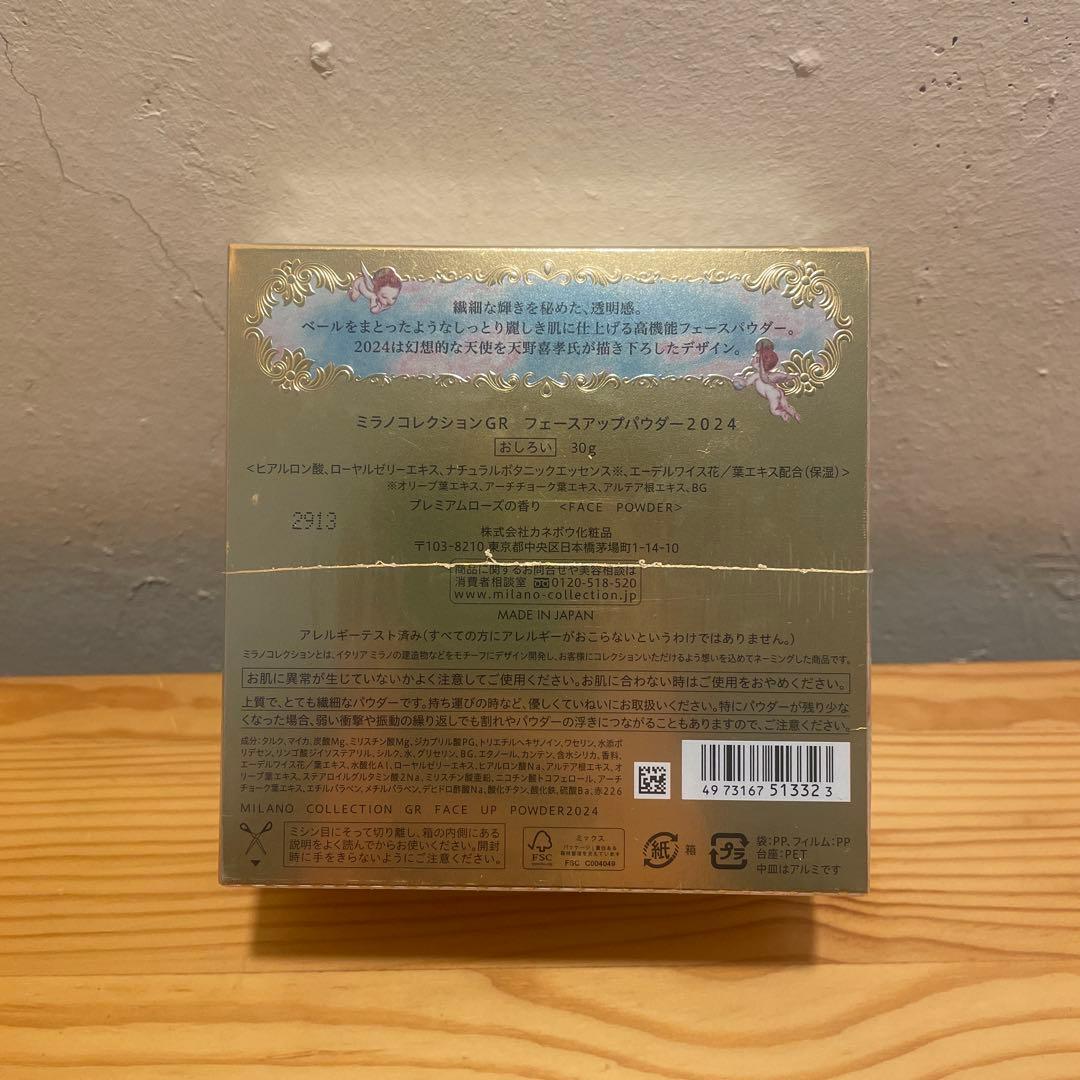 繊細な輝きを秘めた、透明感。
ベールをまとったようなしっとり麗しき肌に仕上げる高機能フェースパウダー。
2024は幻想的な天使を天野喜孝氏が描き下ろしたデザイン。
ミラノコレクションGR フェースアップパウダー2024
おしろい 30g
<ヒアルロン酸、ローヤルゼリーエキス、ナチュラルボタニックエッセンス※、エーデルワイス花/葉エキス配合(保湿)>
※オリーブ葉エキス、アーチチョーク葉エキス、アルテア根エキス、BG
プレミアムローズの香り <FACE POWDER>
2913
株式会社カネボウ化粧品
〒103-8210 東京都中央区日本橋茅場町1-14-10
商品に関するお問合せや美容相談は
消費者相談室 0120-518-520
www.milano-collection.jp
MADE IN JAPAN
アレルギーテスト済み(すべての方にアレルギーがおこらないというわけではありません。)
ミラノコレクションとは、イタリア ミラノの建造物などをモチーフにデザイン開発し、お客様にコレクションいただけるよう想いを込めてネーミングした商品です。
お肌に異常が生じていないかよく注意してご使用ください。お肌に合わない時はご使用をおやめください。
上質で、とても繊細なパウダーです。持ち運びの時など、優しくていねいにお取扱いください。特にパウダーが残り少な
くなった場合、弱い衝撃や振動の繰り返しでも割れやパウダーの浮きにつながることもありますので、ご注意ください。
成分:タルク、マイカ、炭酸Mg、ミリスチン酸Mg、ジカプリル酸PG、トリエチルヘキサノイン、ワセリン、水添ポ
リデセン、リンゴ酸ジイソステアリル、シルク、水、グリセリン、BG、エタノール、カンテン、含水シリカ、香料、
エーデルワイス花/葉エキス、水酸化Al、ローヤルゼリーエキス、ヒアルロン酸Na、アルテア根エキス、オ
リーブ葉エキス、ステアロイルグルタミン酸2Na、ミリスチン酸亜鉛、ニコチン酸トコフェロール、アーチ
チョーク葉エキス、エチルパラベン、メチルパラベン、デヒドロ酢酸Na、酸化チタン、酸化鉄、硫酸Ba、赤226
4973167513323
MILANO COLLECTION GR FACE UP POWDER2024
ミシン目にそって切り離し、箱の内側にある
説明をよく読んでからお使いください。開封
時に手をきらないようにご注意ください。
FSC
ミックス
パッケージ|責任ある
森林管理を支えています
FSC C004049
紙 箱
プラ
袋:PP、フィルム:PP
台座:PET
中皿はアルミです